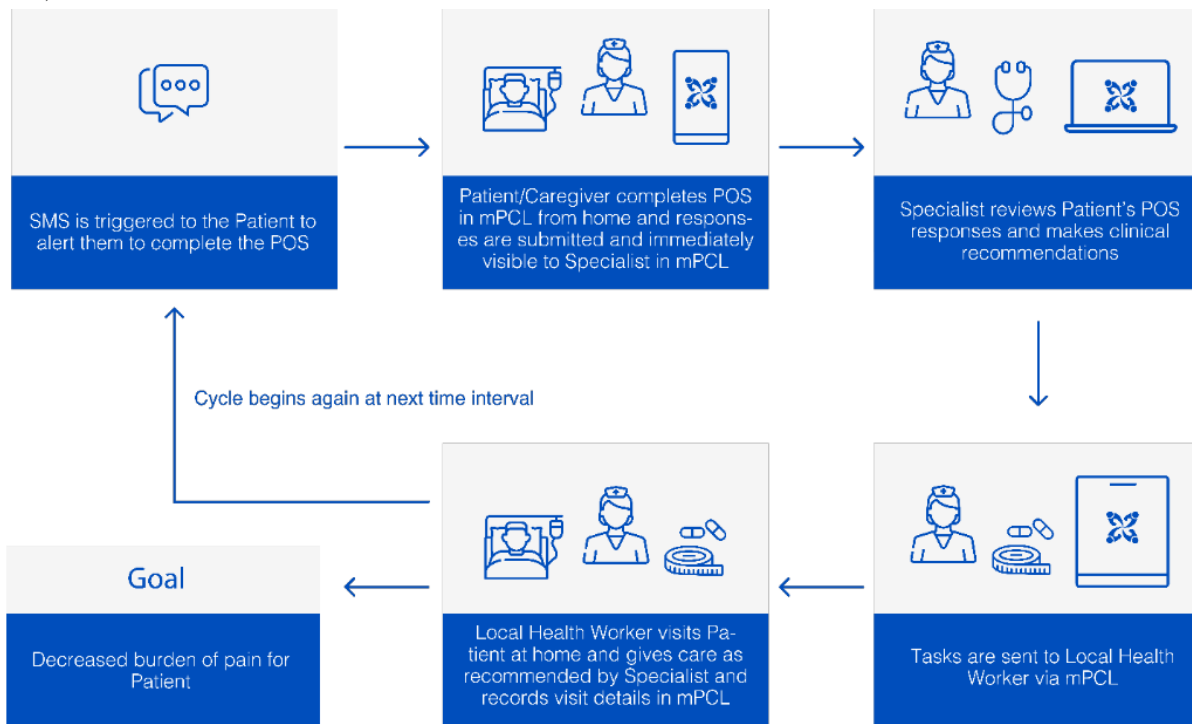 SMS is triggered to the Patient to
alert them to complete the POS
Patient/Caregiver completes POS
in mPCL from home and respons-
es are submitted and immediately
visible to Specialist in mPCL
Specialist reviews Patient's POS
responses and makes clinical
recommendations
Cycle begins again at next time interval
Goal
Decreased burden of pain for
Patient
Local Health Worker visits Pa-
tient at home and gives care as
recommended by Specialist and
records visit details in mPCL
Tasks are sent to Local Health
Worker via mPCL